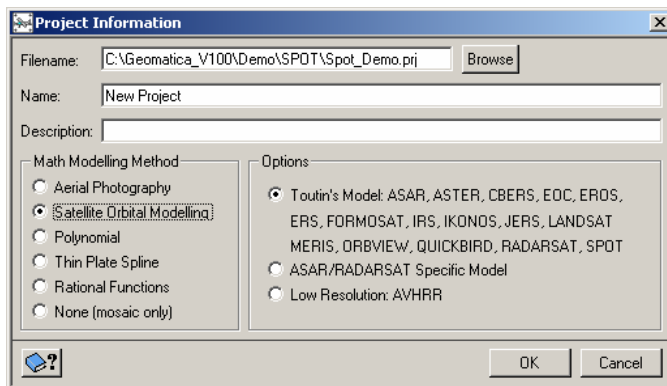 Project Information
Filename: C:\Geomatica_V100\Demo\SPOT\Spot_Demo.prj Browse
Name: New Project
Description:
Math Modelling Method
Aerial Photography
Satellite Orbital Modelling
Polynomial
Thin Plate Spline
Rational Functions
None (mosaic only)
Options
Toutin's Model: ASAR, ASTER, CBERS, EOC, EROS,
ERS, FORMOSAT, IRS, IKONOS, JERS, LANDSAT
MERIS, ORBVIEW, QUICKBIRD, RADARSAT, SPOT
ASAR/RADARSAT Specific Model
Low Resolution: AVHRR
?
OK Cancel